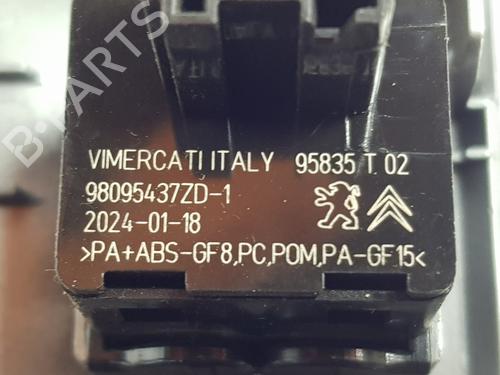 B-PARTS
VIMERCATI ITALY 95835 T 02
98095437ZD-1
2024-01-18
>PA+ABS-GF8,PC,POM,PA-GF15<